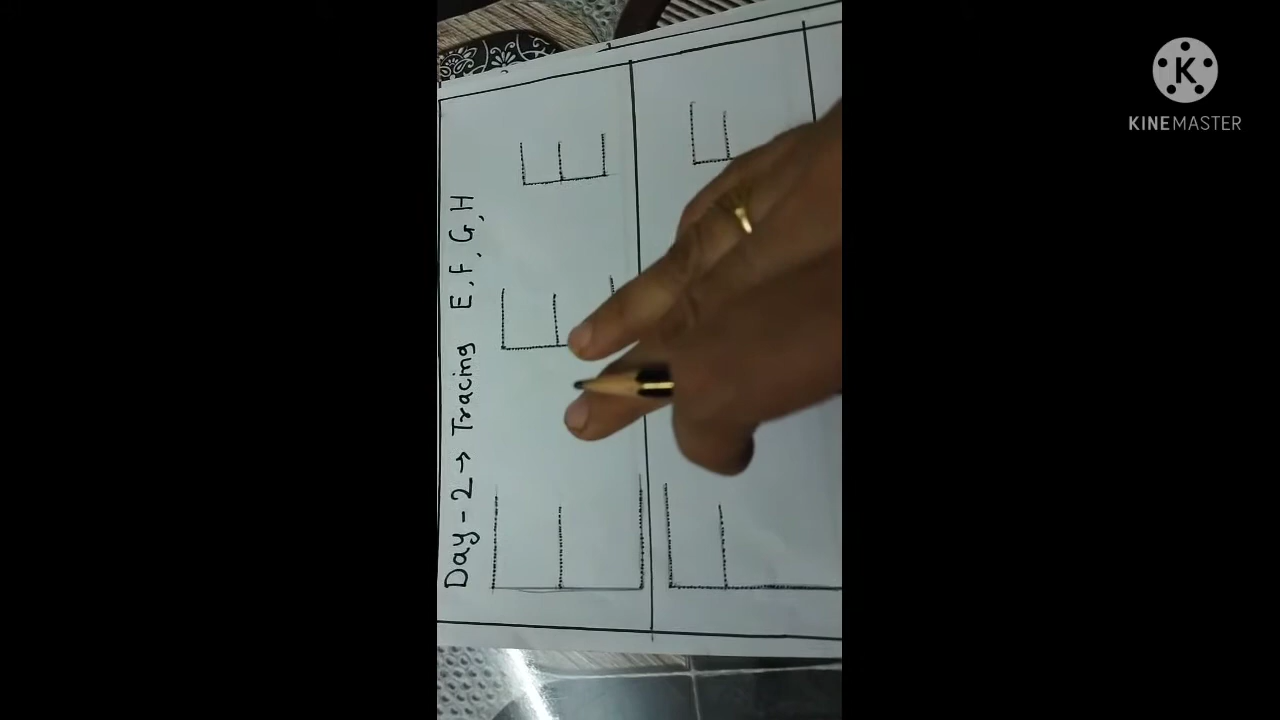 Day-2→ Tracing E, F, G, H
E E E
F F
K
KINEMASTER